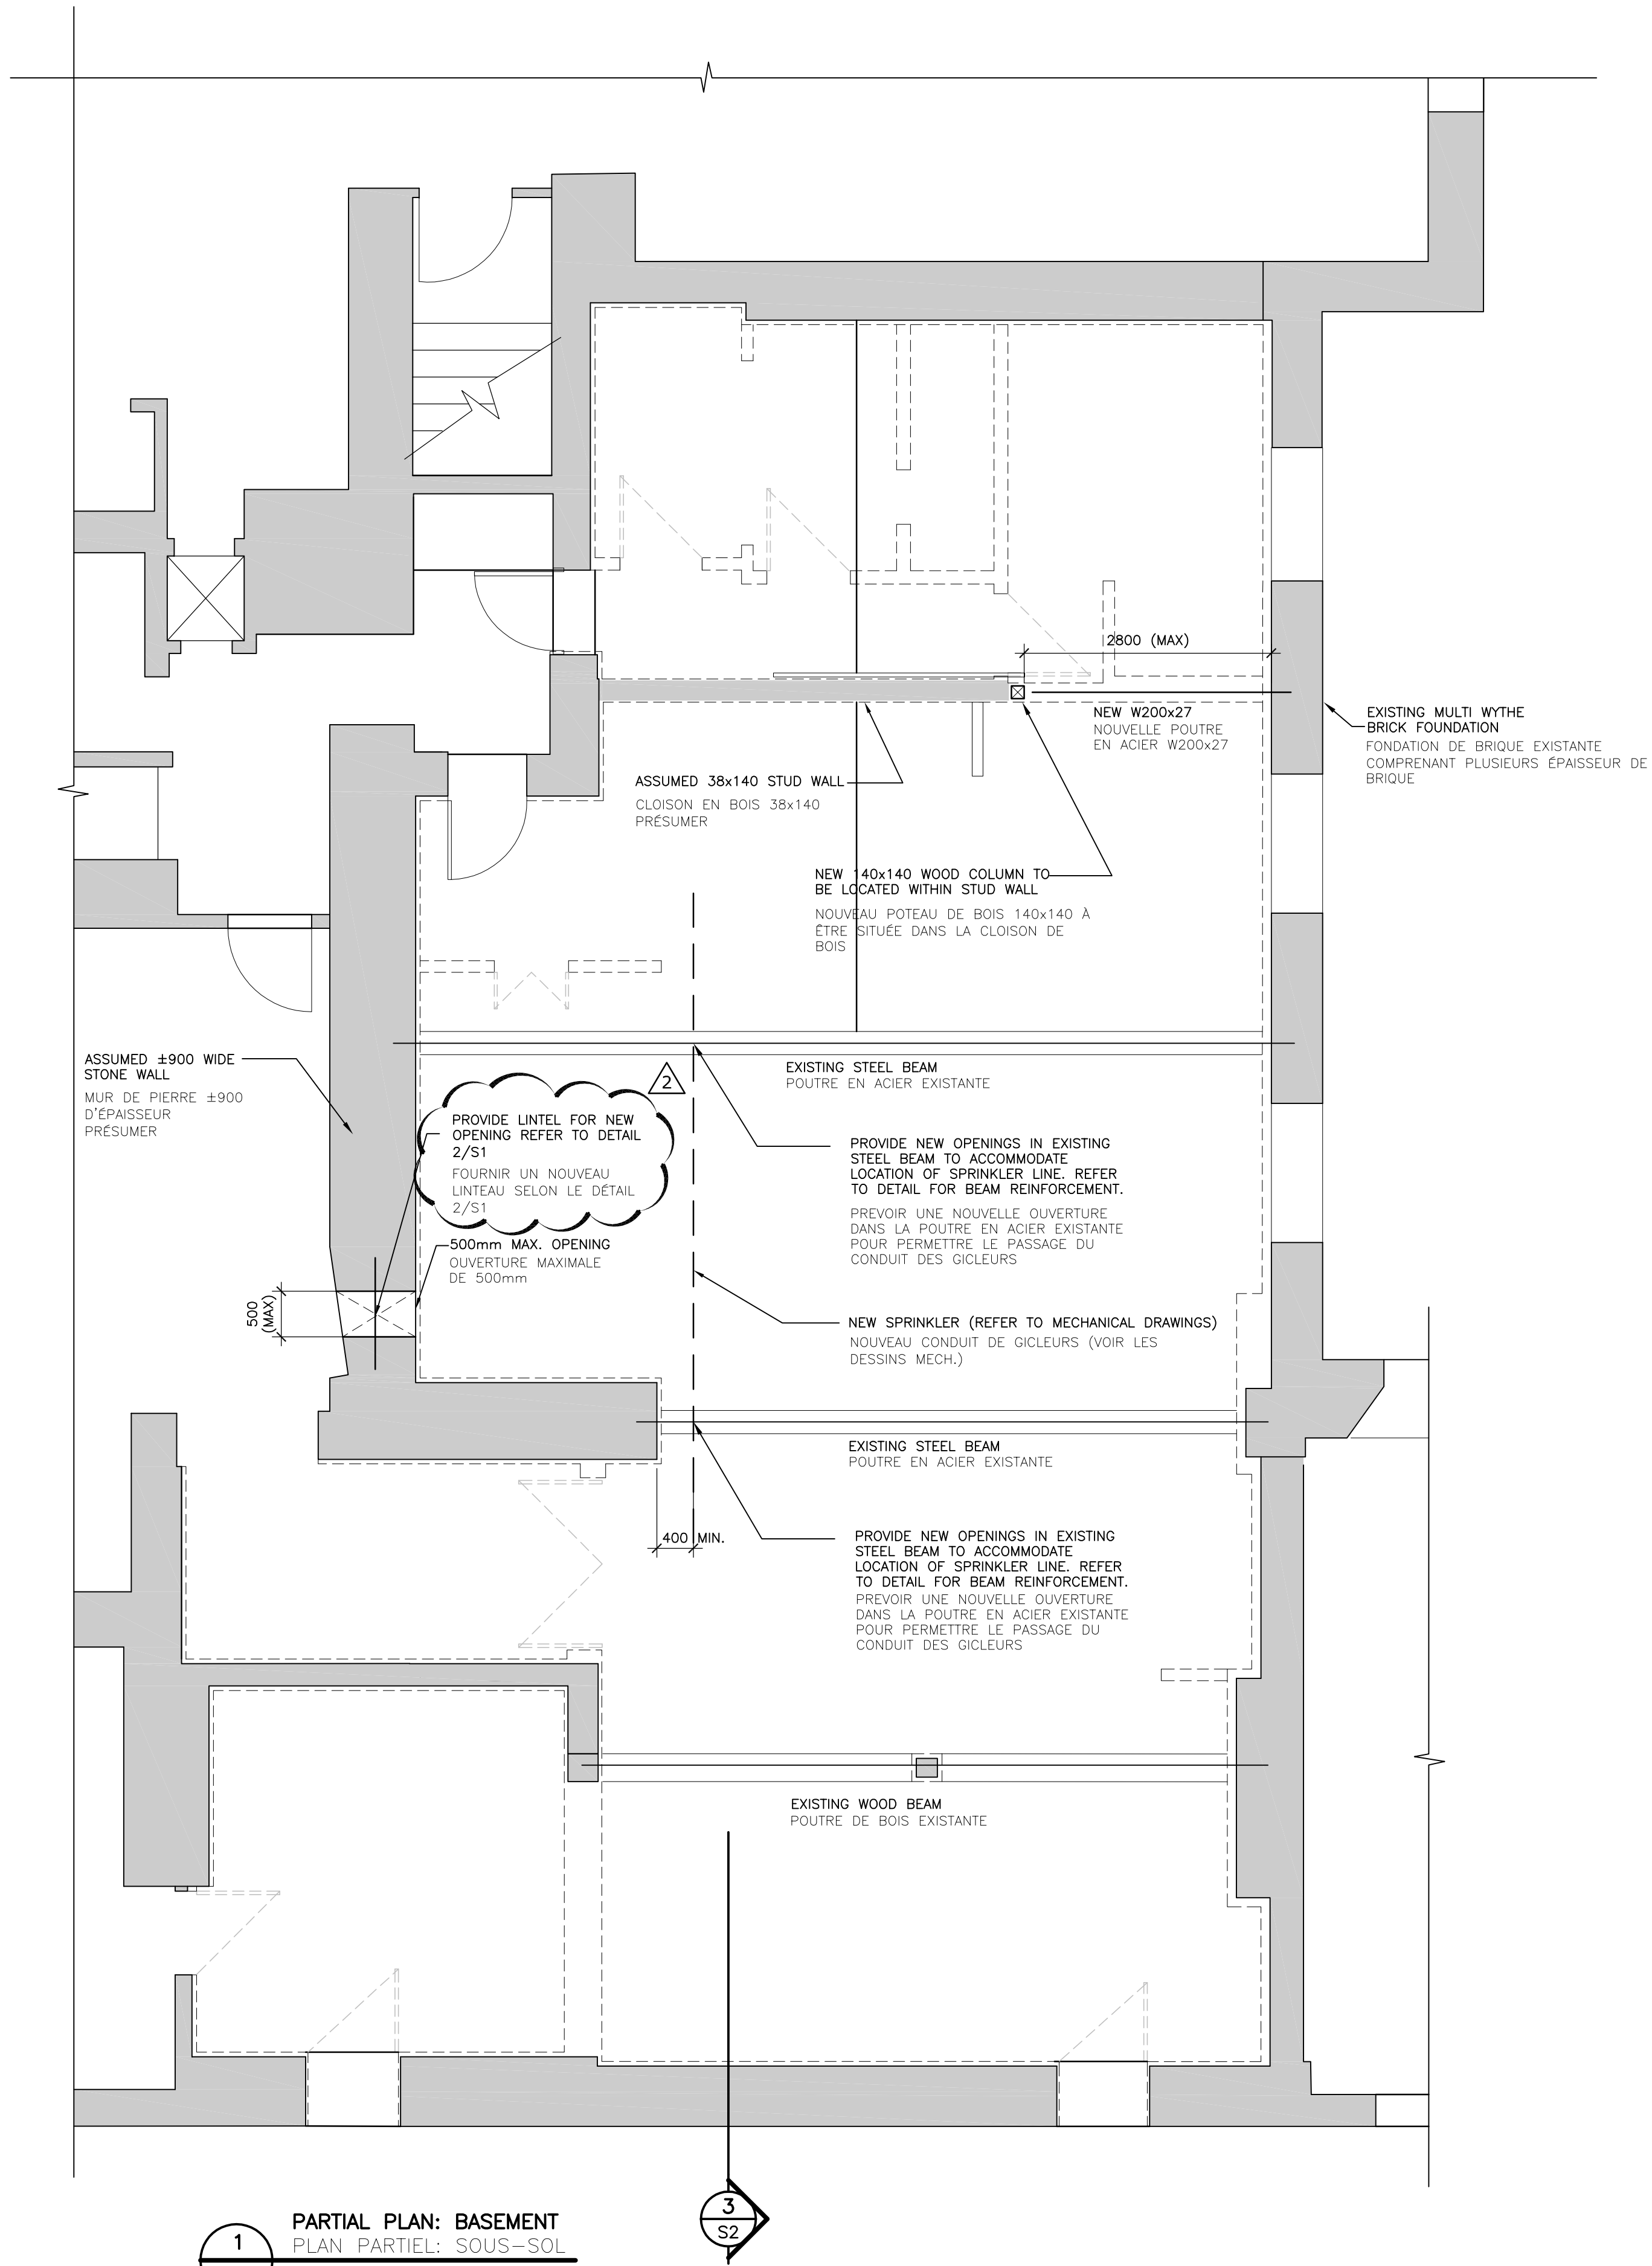 2800 (MAX)
NEW W200x27
NOUVELLE POUTRE
EN ACIER W200x27
EXISTING MULTI WYTHE
BRICK FOUNDATION
FONDATION DE BRIQUE EXISTANTE
COMPRENANT PLUSIEURS ÉPAISSEUR DE
BRIQUE
ASSUMED 38x140 STUD WALL
CLOISON EN BOIS 38x140
PRÉSUMER
NEW 140x140 WOOD COLUMN TO
BE LOCATED WITHIN STUD WALL
NOUVEAU POTEAU DE BOIS 140x140 À
ÊTRE SITUÉE DANS LA CLOISON DE
BOIS
ASSUMED ±900 WIDE
STONE WALL
MUR DE PIERRE ±900
D'ÉPAISSEUR
PRÉSUMER
EXISTING STEEL BEAM
POUTRE EN ACIER EXISTANTE
2
PROVIDE LINTEL FOR NEW
OPENING REFER TO DETAIL
2/S1
FOURNIR UN NOUVEAU
LINTEAU SELON LE DÉTAIL
2/S1
PROVIDE NEW OPENINGS IN EXISTING
STEEL BEAM TO ACCOMMODATE
LOCATION OF SPRINKLER LINE. REFER
TO DETAIL FOR BEAM REINFORCEMENT.
PREVOIR UNE NOUVELLE OUVERTURE
DANS LA POUTRE EN ACIER EXISTANTE
POUR PERMETTRE LE PASSAGE DU
CONDUIT DES GICLEURS
500mm MAX. OPENING
OUVERTURE MAXIMALE
DE 500mm
500
(MAX)
NEW SPRINKLER (REFER TO MECHANICAL DRAWINGS)
NOUVEAU CONDUIT DE GICLEURS (VOIR LES
DESSINS MECH.)
EXISTING STEEL BEAM
POUTRE EN ACIER EXISTANTE
400 MIN.
PROVIDE NEW OPENINGS IN EXISTING
STEEL BEAM TO ACCOMMODATE
LOCATION OF SPRINKLER LINE. REFER
TO DETAIL FOR BEAM REINFORCEMENT.
PREVOIR UNE NOUVELLE OUVERTURE
DANS LA POUTRE EN ACIER EXISTANTE
POUR PERMETTRE LE PASSAGE DU
CONDUIT DES GICLEURS
EXISTING WOOD BEAM
POUTRE DE BOIS EXISTANTE
3
S2
1
PARTIAL PLAN: BASEMENT
PLAN PARTIEL: SOUS-SOL